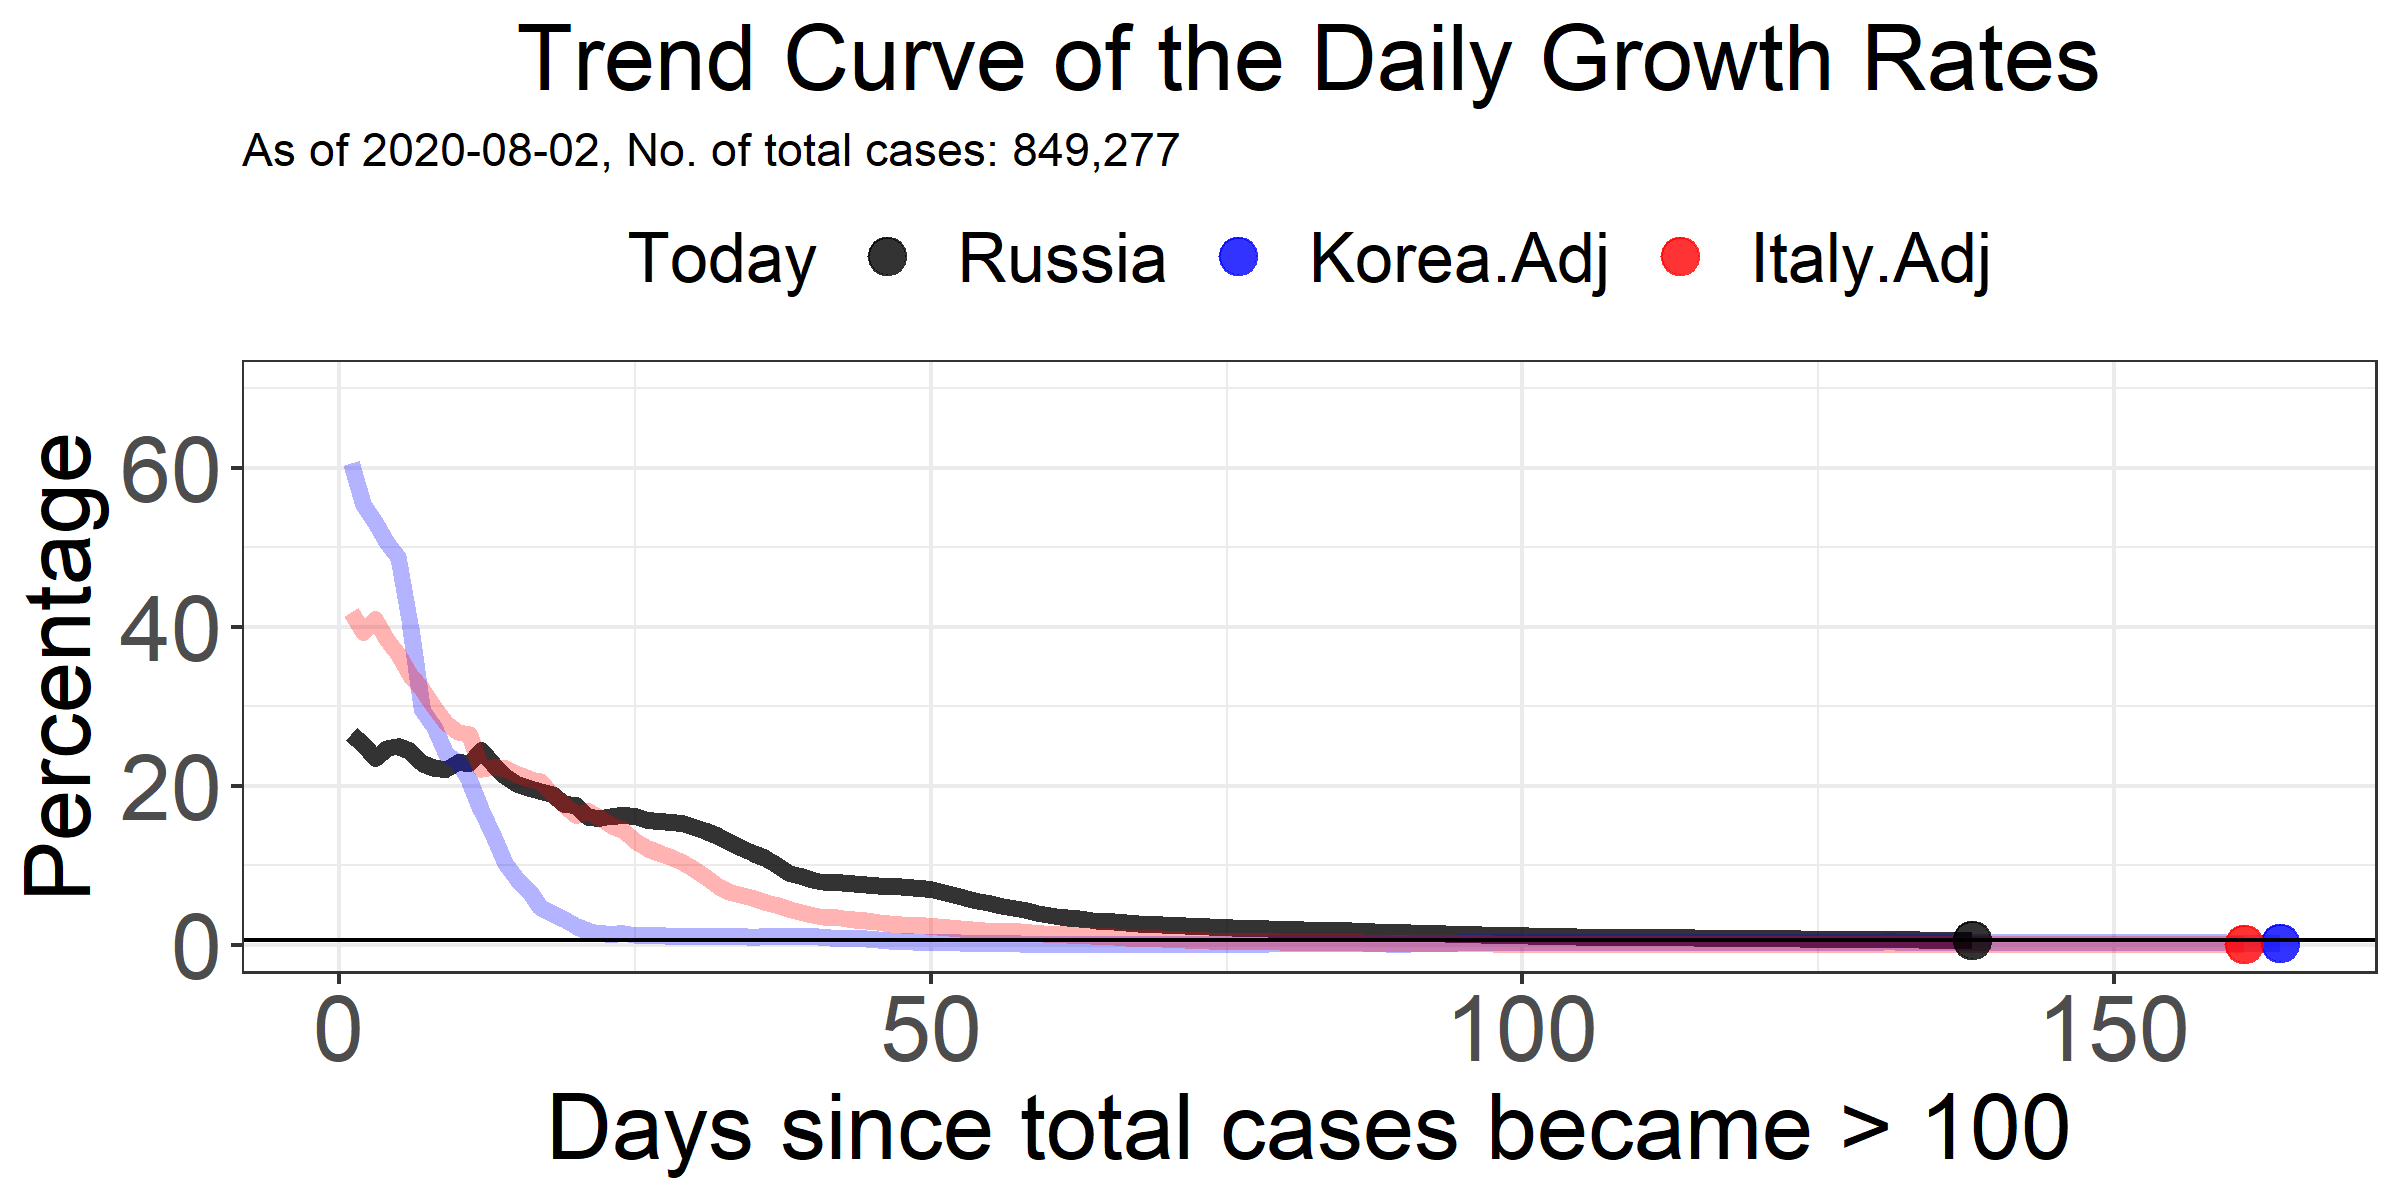 Trend Curve of the Daily Growth Rates
As of 2020-08-02, No. of total cases: 849,277
Today Russia Korea.Adj Italy.Adj
Percentage
60
40
20
0
0 50 100 150
Days since total cases became > 100